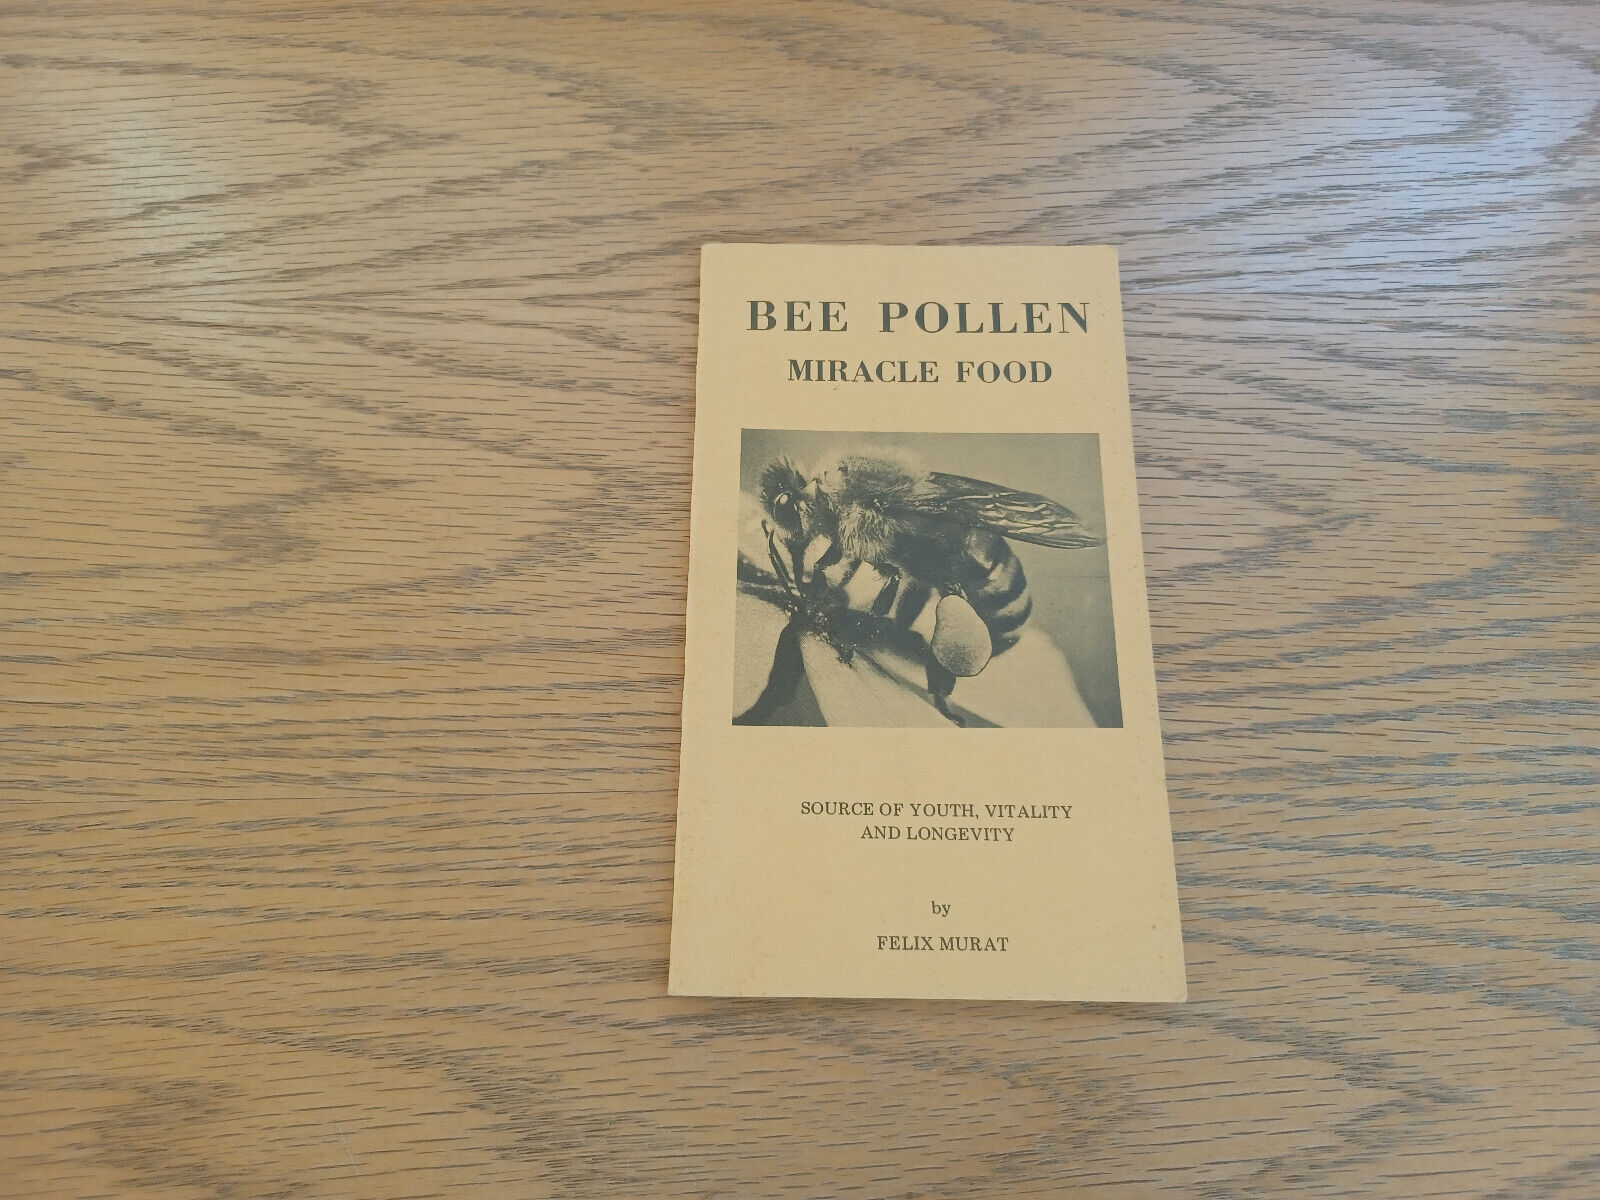 BEE POLLEN
MIRACLE FOOD
SOURCE OF YOUTH, VITALITY
AND LONGEVITY
by
FELIX MURAT